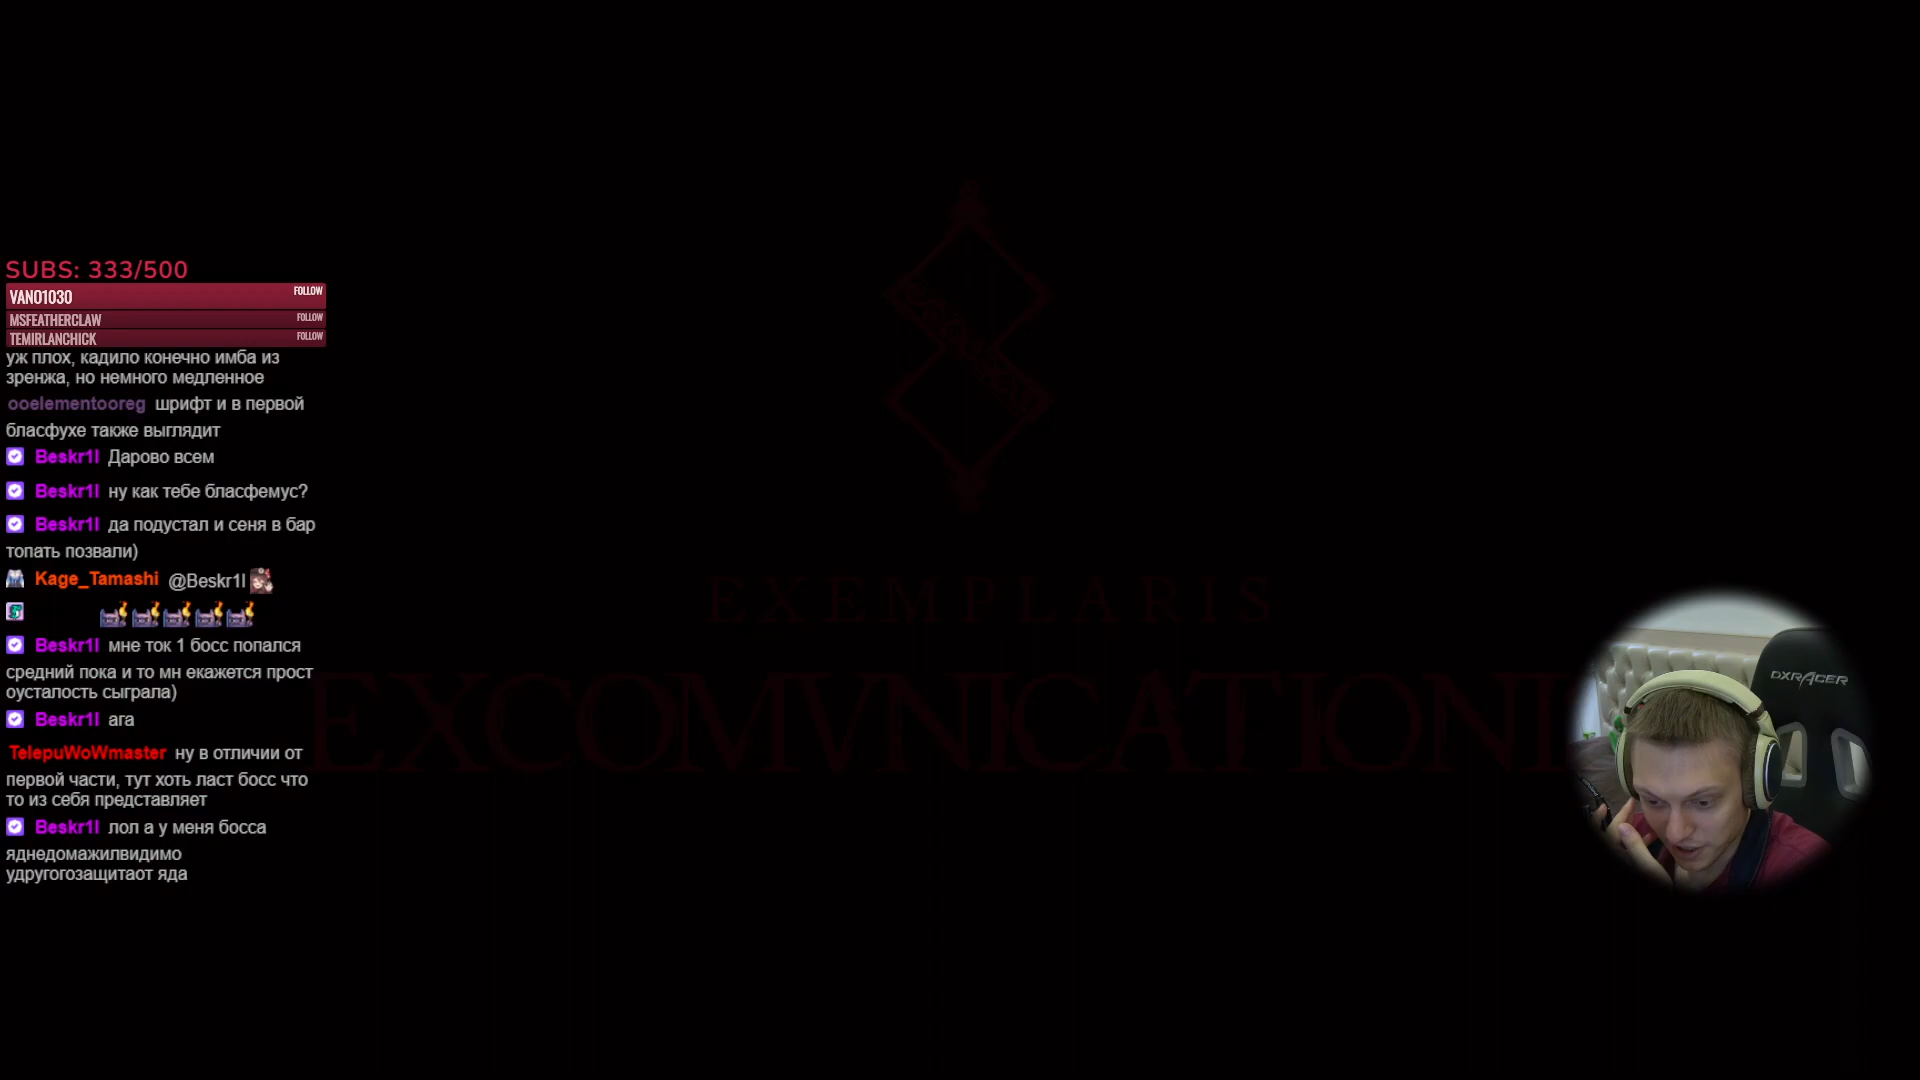 SUBS: 333/500
VANO1030 FOLLOW
MSFEATHERCLAW FOLLOW
TEMIRLANCHICK FOLLOW
уж плох, кадило конечно имба из
зренжа, но немного медленное
ooelementooreg шрифт и в первой
бласфухе также выглядит
Beskr1l Дарово всем
Beskr1l ну как тебе бласфемус?
Beskr1l да подустал и сеня в бар
топать позвали)
Kage_Tamashi @Beskr1l
Beskr1l мне ток 1 босс попался
средний пока и то мн екажется прост
оусталость сыграла)
Beskr1l ага
TelepuWoWmaster ну в отличии от
первой части, тут хоть ласт босс что
то из себя представляет
Beskr1l лол а у меня босса
яднедомажилвидимо
удругогозащитаот яда
EXEMPLARIS
EXCOMVNICATIONI
DXRACER